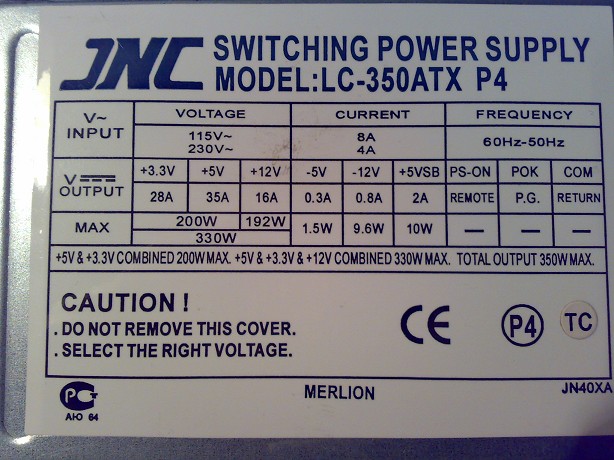 JNC SWITCHING POWER SUPPLY
MODEL:LC-350ATX P4
V~ INPUT VOLTAGE CURRENT FREQUENCY
115V~ 8A 60Hz-50Hz
230V~ 4A
V OUTPUT +3.3V +5V +12V -5V -12V +5VSB PS-ON POK COM
28A 35A 16A 0.3A 0.8A 2A REMOTE P.G. RETURN
MAX 200W 192W 1.5W 9.6W 10W — — —
330W
+5V & +3.3V COMBINED 200W MAX. +5V & +3.3V & +12V COMBINED 330W MAX. TOTAL OUTPUT 350W MAX.
CAUTION !
. DO NOT REMOVE THIS COVER.
. SELECT THE RIGHT VOLTAGE.
CE P4 TC
РСТ
АЮ 64
MERLION
JN40XA